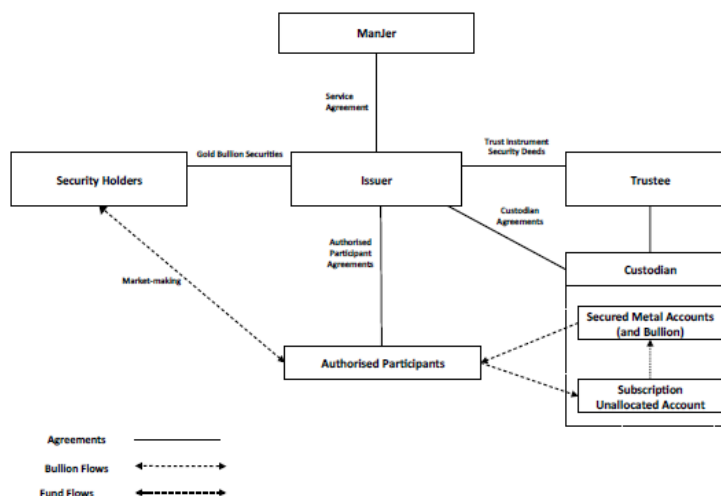 ManJer
Service
Agreement
Gold Bullion Securities
Trust Instrument
Security Deeds
Security Holders
Issuer
Trustee
Custodian
Agreements
Authorised
Participant
Agreements
Market-making
Custodian
Secured Metal Accounts
(and Bullion)
Authorised Participants
Subscription
Unallocated Account
Agreements
Bullion Flows
Fund Flows